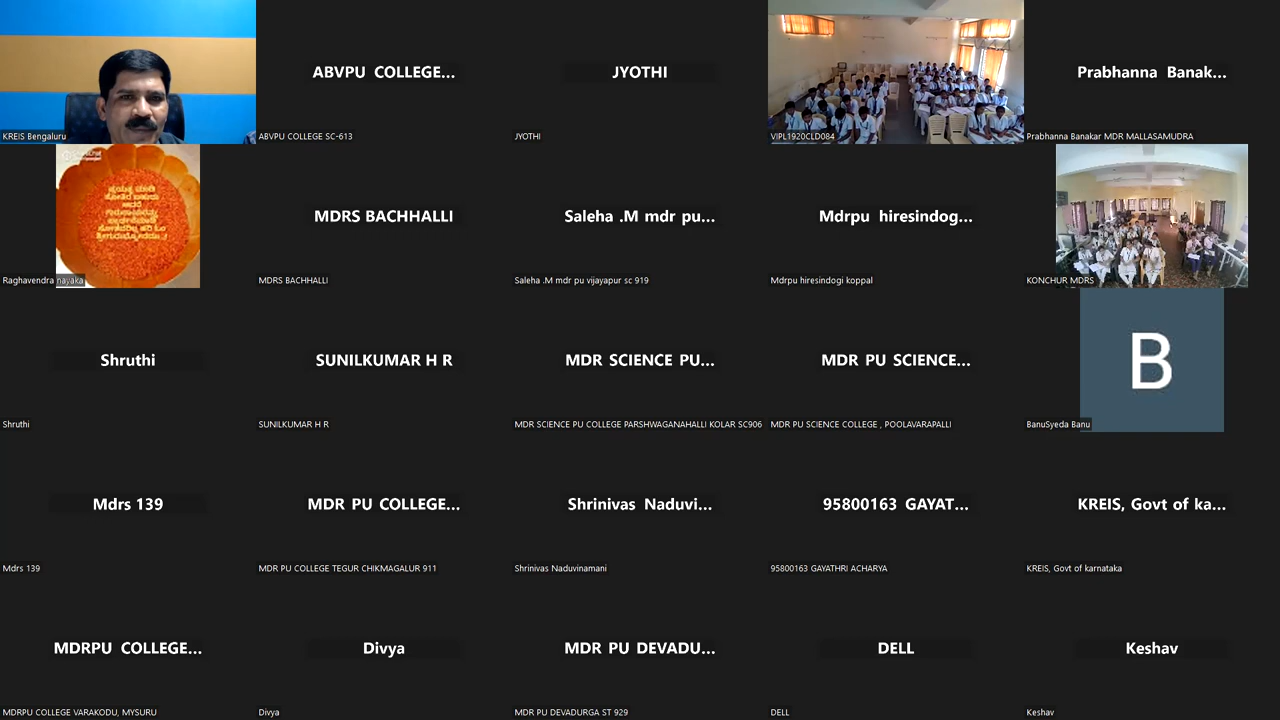 KREIS Bengaluru
ABVPU COLLEGE...
ABVPU COLLEGE SC-613
JYOTHI
JYOTHI
VIPL1920CLD084
Prabhanna Banak...
Prabhanna Banakar MDR MALLASAMUDRA
Raghavendra nayaka
MDRS BACHHALLI
MDRS BACHHALLI
Saleha .M mdr pu...
Saleha .M mdr pu vijayapur sc 919
Mdrpu hiresindog...
Mdrpu hiresindogi koppal
KONCHUR MDRS
Shruthi
Shruthi
SUNILKUMAR H R
SUNILKUMAR H R
MDR SCIENCE PU...
MDR SCIENCE PU COLLEGE PARSHWAGANAHALLI KOLAR SC906
MDR PU SCIENCE...
MDR PU SCIENCE COLLEGE , POOLAVARAPALLI
B
BanuSyeda Banu
Mdrs 139
Mdrs 139
MDR PU COLLEGE...
MDR PU COLLEGE TEGUR CHIKMAGALUR 911
Shrinivas Naduvi...
Shrinivas Naduvinamani
95800163 GAYAT...
95800163 GAYATHRI ACHARYA
KREIS, Govt of ka...
KREIS, Govt of karnataka
MDRPU COLLEGE...
MDRPU COLLEGE VARAKODU, MYSURU
Divya
Divya
MDR PU DEVADU...
MDR PU DEVADURGA ST 929
DELL
DELL
Keshav
Keshav